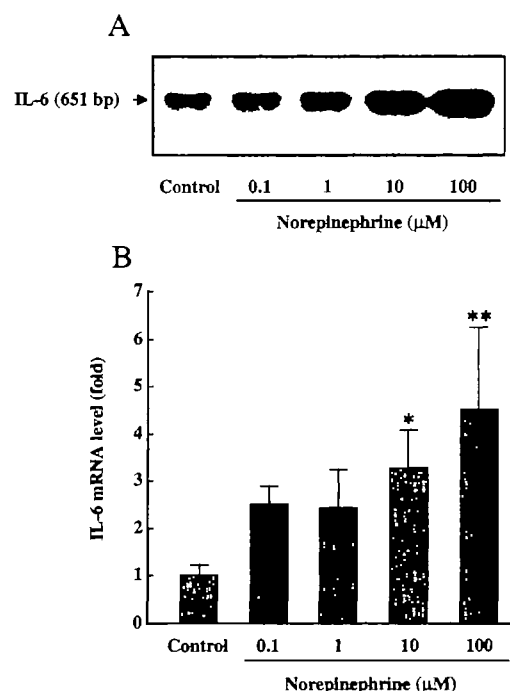 A
IL-6 (651 bp)
Control 0.1 1 10 100
Norepinephrine (μM)
B
7
6
5
4
3
2
1
0
IL-6 mRNA level (fold)
*
**
Control 0.1 1 10 100
Norepinephrine (μM)